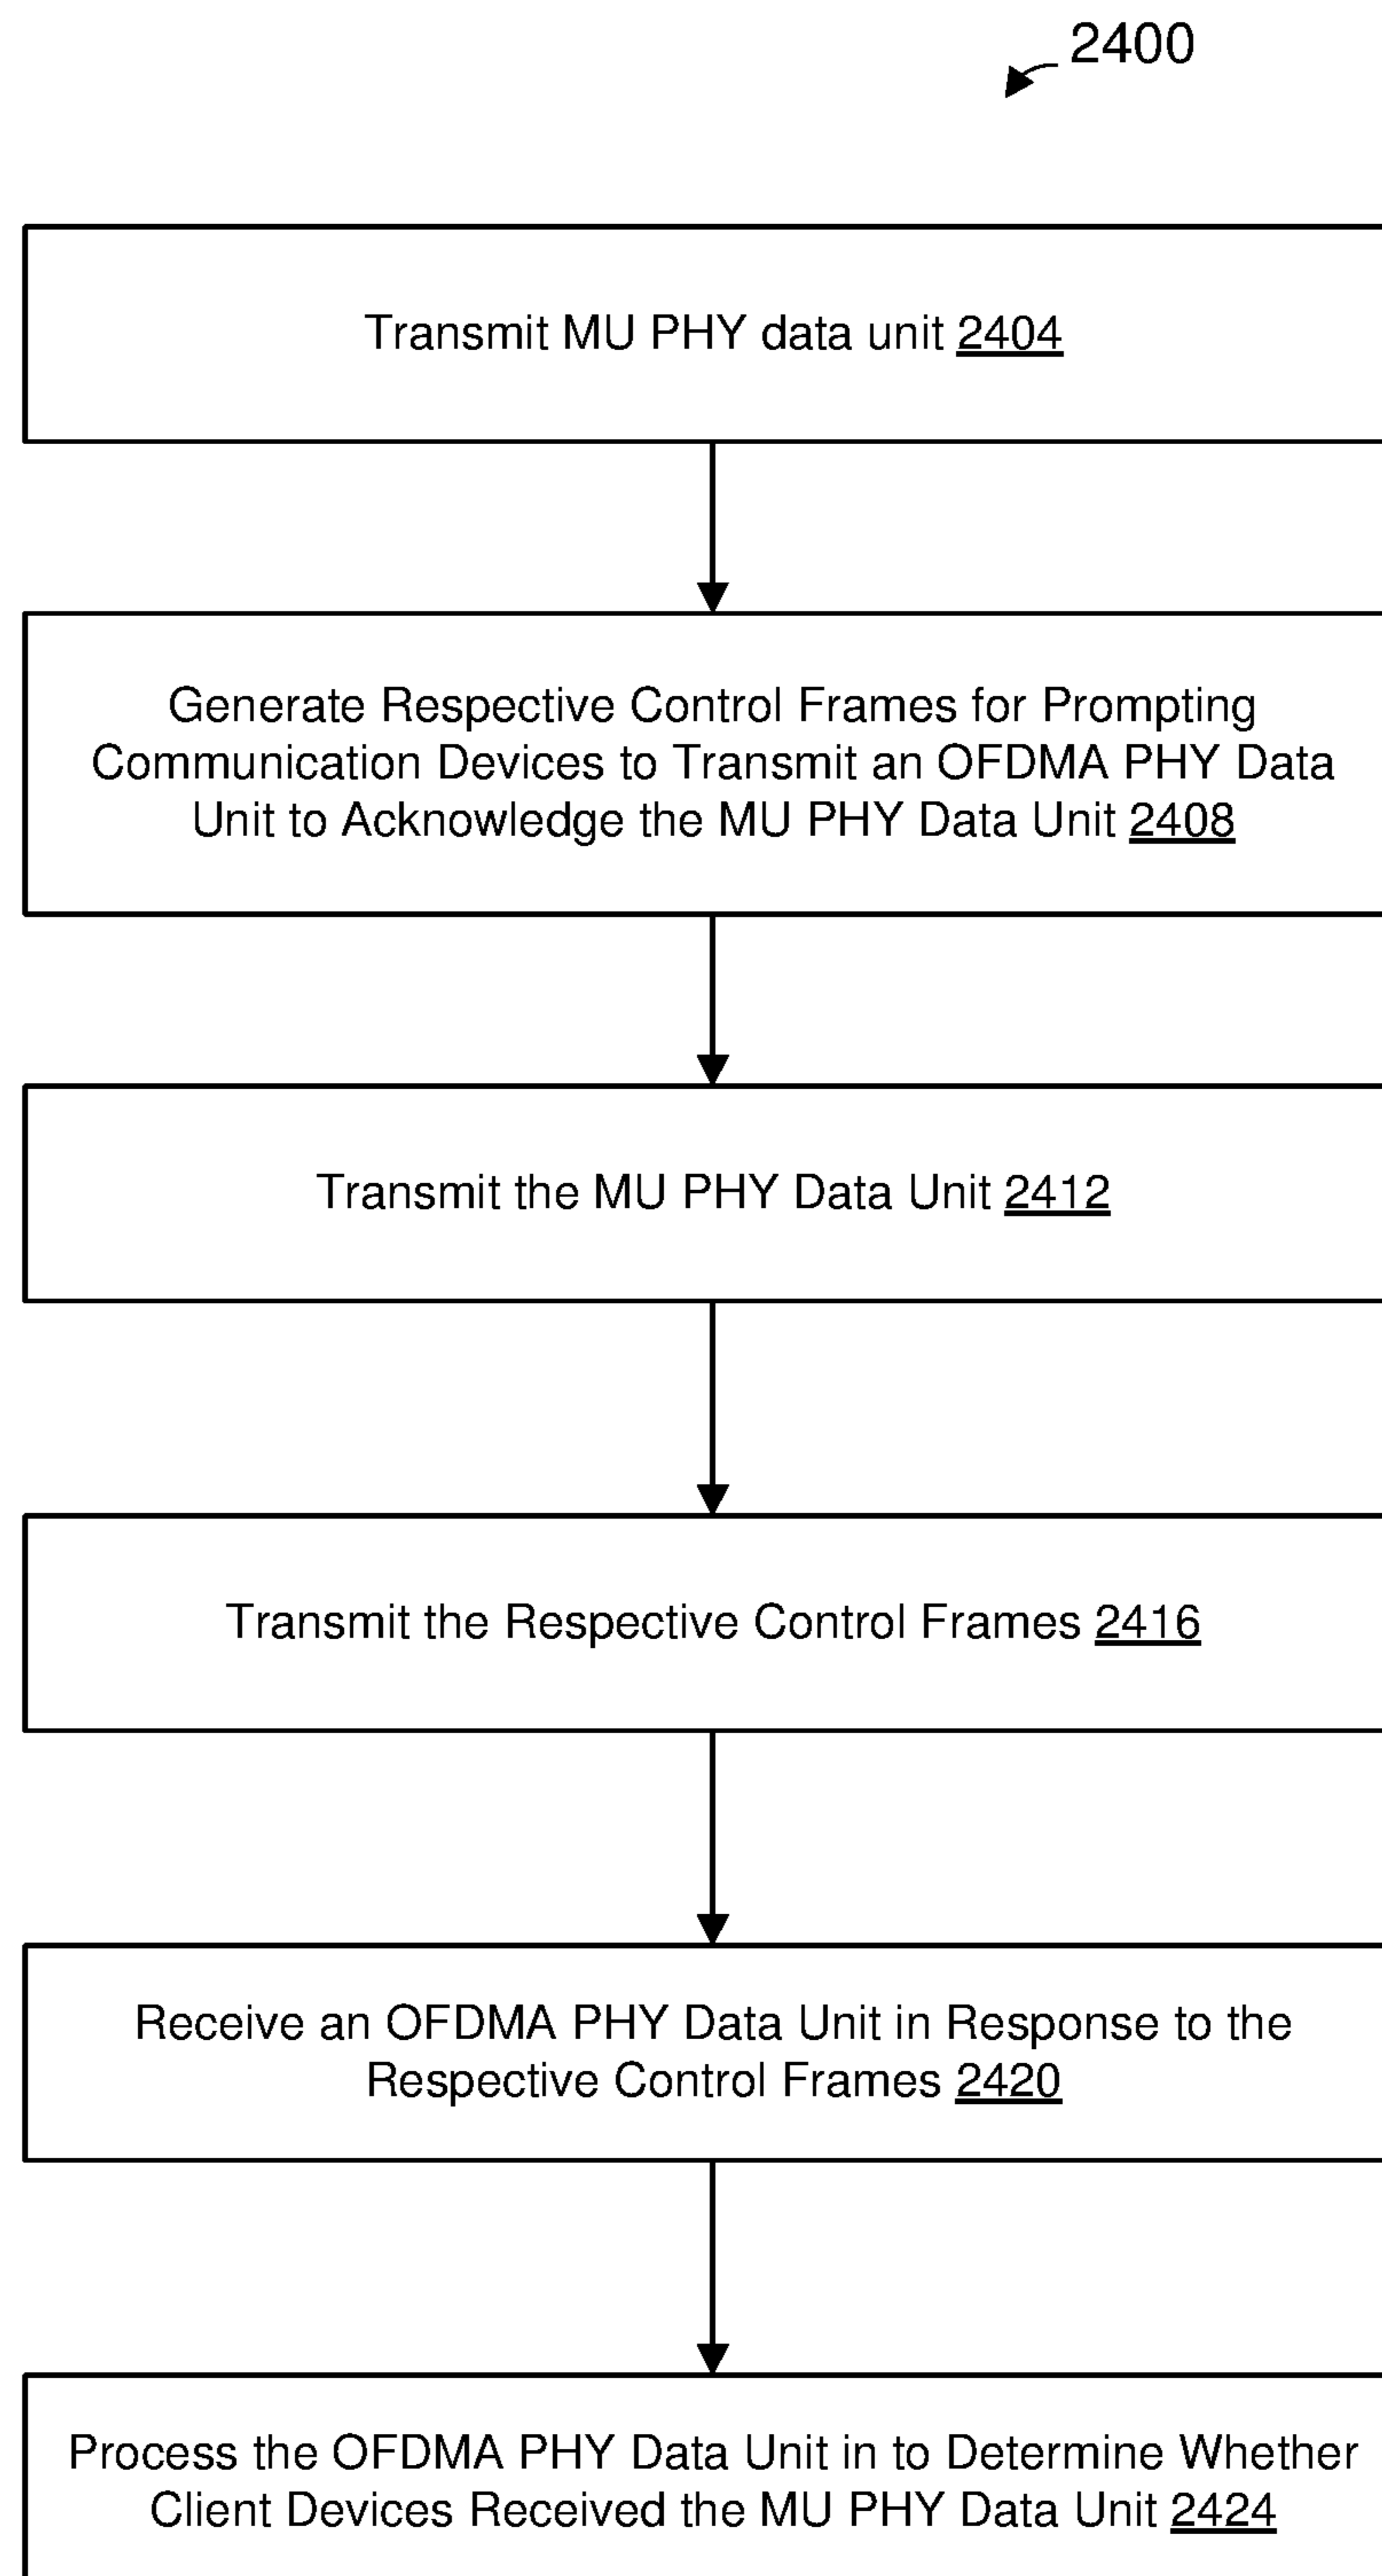 2400
Transmit MU PHY data unit 2404
Generate Respective Control Frames for Prompting
Communication Devices to Transmit an OFDMA PHY Data
Unit to Acknowledge the MU PHY Data Unit 2408
Transmit the MU PHY Data Unit 2412
Transmit the Respective Control Frames 2416
Receive an OFDMA PHY Data Unit in Response to the
Respective Control Frames 2420
Process the OFDMA PHY Data Unit in to Determine Whether
Client Devices Received the MU PHY Data Unit 2424